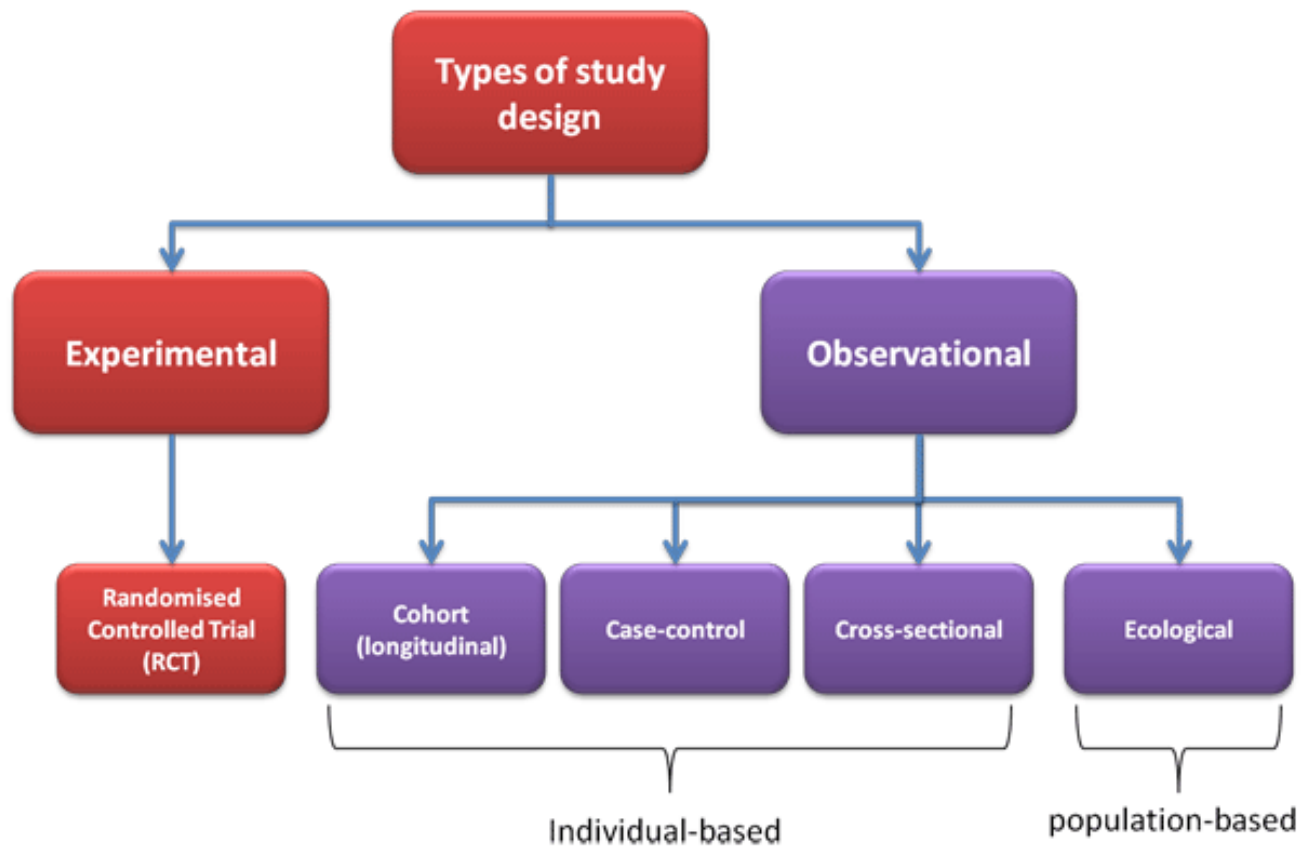 Types of study
design
Experimental
Observational
Randomised
Controlled Trial
(RCT)
Cohort
(longitudinal)
Case-control
Cross-sectional
Ecological
Individual-based
population-based